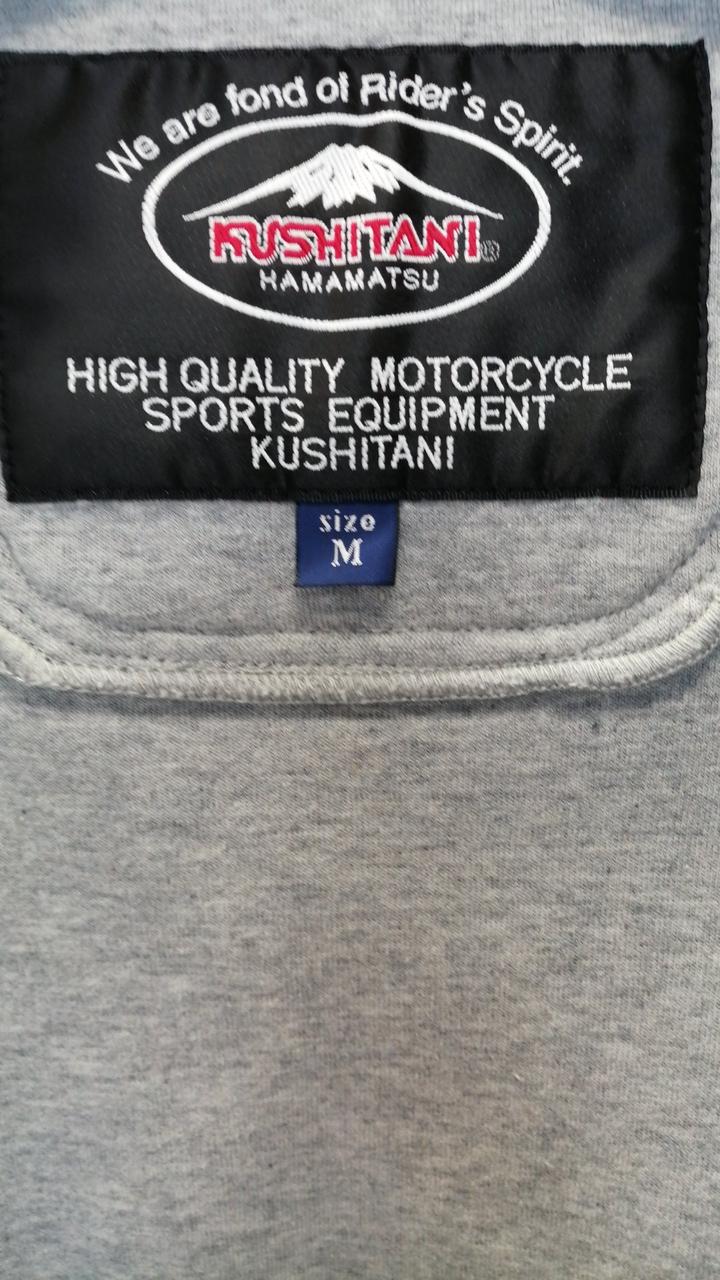 We are fond of Rider's Spirit.
KUSHITANI®
HAMAMATSU
HIGH QUALITY MOTORCYCLE
SPORTS EQUIPMENT
KUSHITANI
size
M